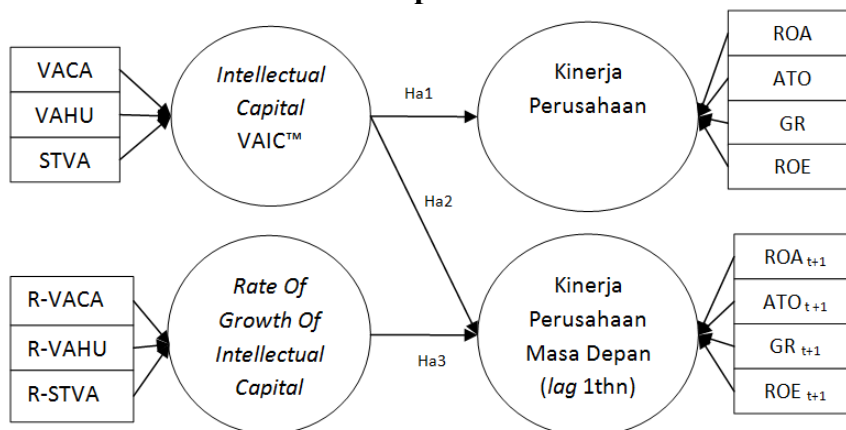 VACA
VAHU
STVA
Intellectual
Capital
VAIC™
Ha1
Kinerja
Perusahaan
ROA
ATO
GR
ROE
Ha2
R-VACA
R-VAHU
R-STVA
Rate Of
Growth Of
Intellectual
Capital
Ha3
Kinerja
Perusahaan
Masa Depan
(lag 1thn)
ROA t+1
ATO t+1
GR t+1
ROE t+1